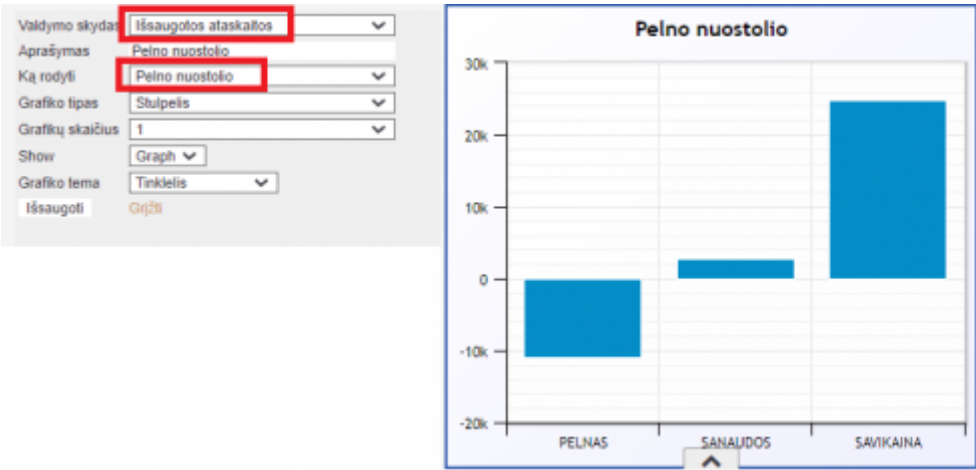 Valdymo skydas Išsaugotos ataskaitos
Aprašymas Pelno nuostolio
Ką rodyti Pelno nuostolio
Grafiko tipas Stulpelis
Grafikų skaičius 1
Show Graph
Grafiko tema Tinklelis
Išsaugoti Grįžti
Pelno nuostolio
30k
20k
10k
0
-10k
-20k
PELNAS SANAUDOS SAVIKAINA